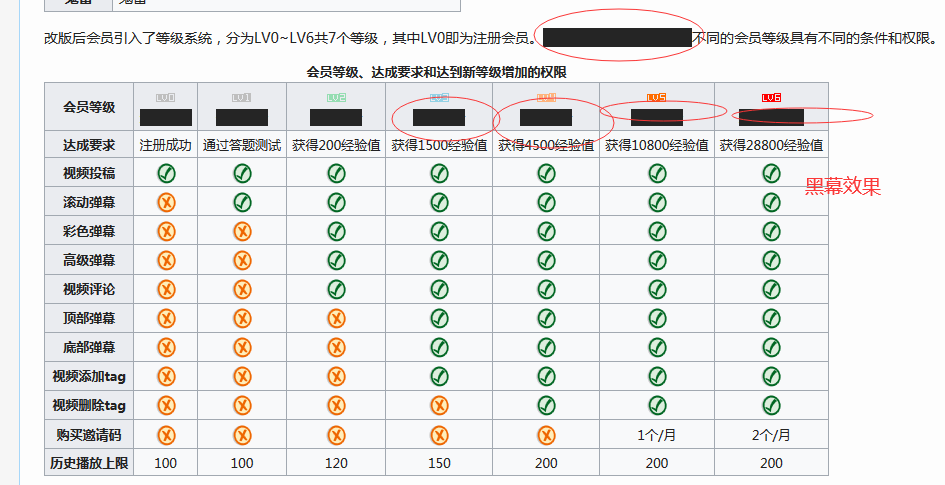 改版后会员引入了等级系统，分为LV0~LV6共7个等级，其中LV0即为注册会员。 不同的会员等级具有不同的条件和权限。
会员等级、达成要求和达到新等级增加的权限
会员等级 LV0 LV1 LV2 LV3 LV4 LV5 LV6
达成要求 注册成功 通过答题测试 获得200经验值 获得1500经验值 获得4500经验值 获得10800经验值 获得28800经验值
视频投稿
黑幕效果
滚动弹幕
彩色弹幕
高级弹幕
视频评论
顶部弹幕
底部弹幕
视频添加tag
视频删除tag
购买邀请码 1个/月 2个/月
历史播放上限 100 100 120 150 200 200 200